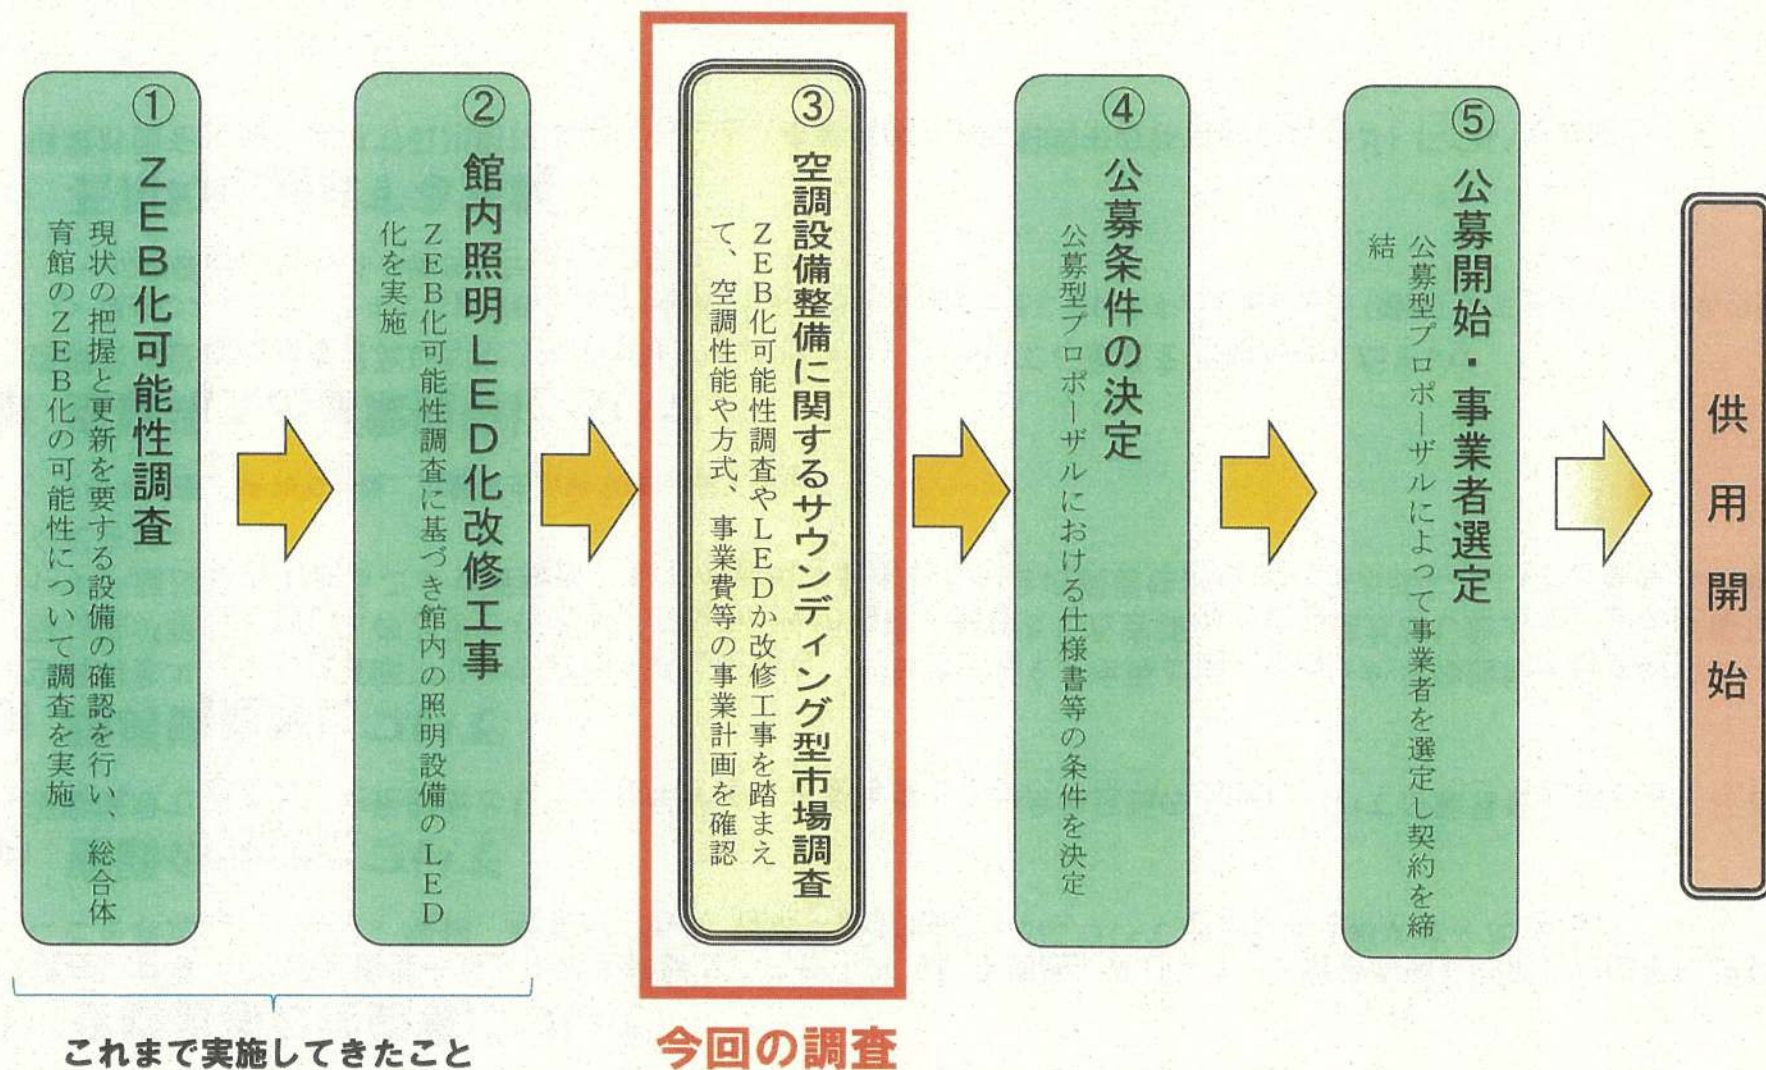 ① ZEB化可能性調査
現状の把握と更新を要する設備の確認を行い、総合体
育館のZEB化の可能性について調査を実施
② 館内照明LED化改修工事
ZEB化可能性調査に基づき館内の照明設備のLED
化を実施
③ 空調設備整備に関するサウンディング型市場調査
ZEB化可能性調査やLEDか改修工事を踏まえ
て、空調性能や方式、事業費等の事業計画を確認
④ 公募条件の決定
公募型プロポーザルにおける仕様書等の条件を決定
⑤ 公募開始・事業者選定
公募型プロポーザルによって事業者を選定し契約を締
結
供用開始
これまで実施してきたこと
今回の調査